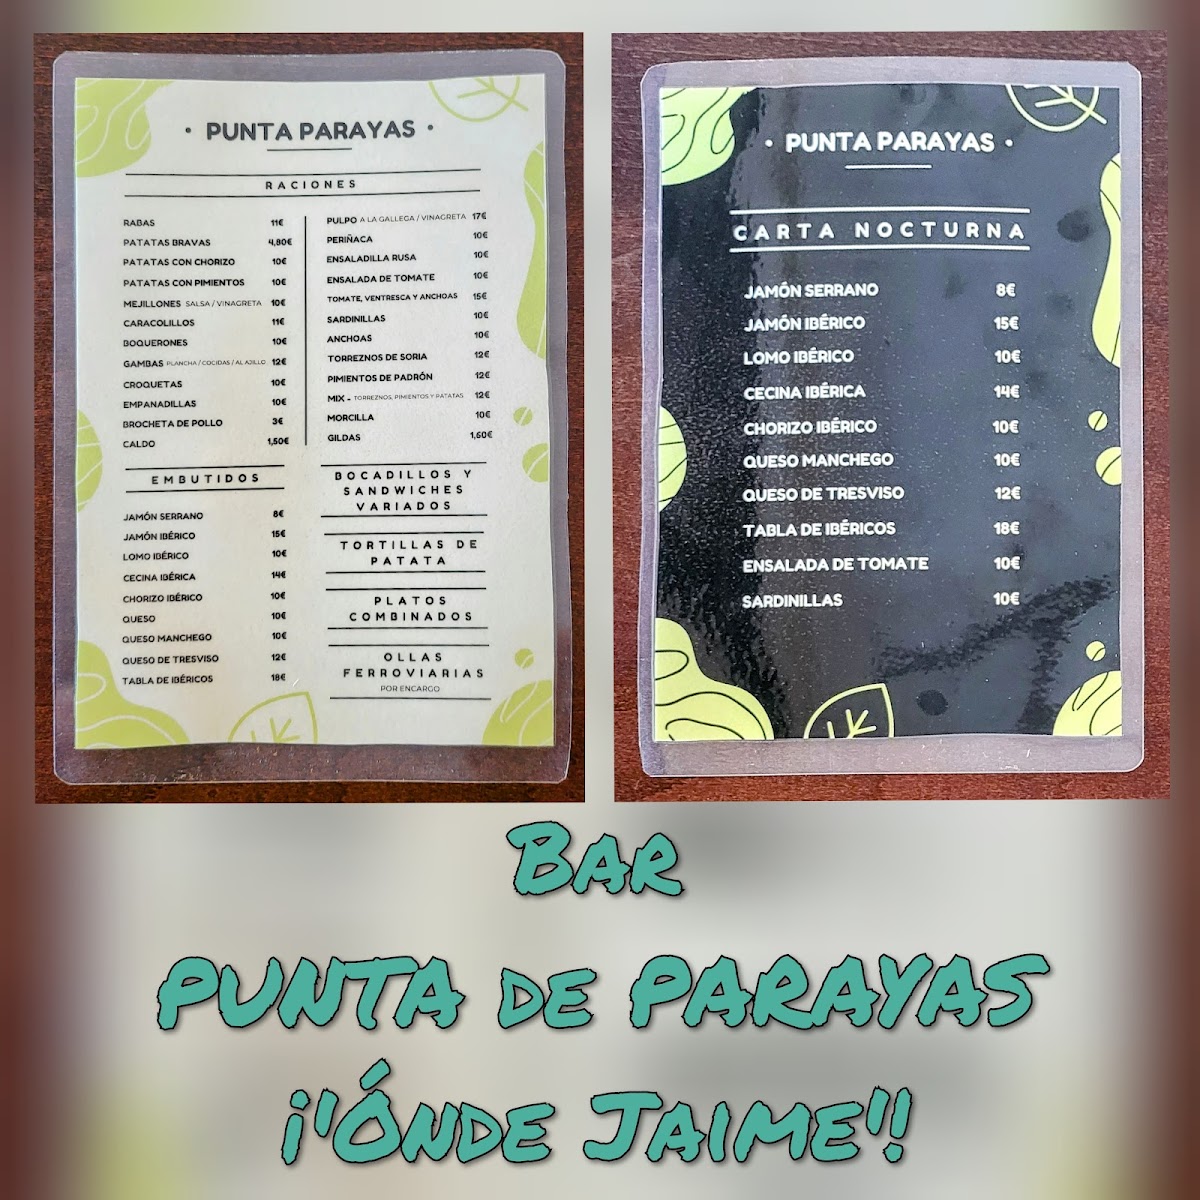 • PUNTA PARAYAS •
RACIONES
RABAS 11€
PATATAS BRAVAS 4,80€
PATATAS CON CHORIZO 10€
PATATAS CON PIMIENTOS 10€
MEJILLONES SALSA / VINAGRETA 10€
CARACOLILLOS 11€
BOQUERONES 10€
GAMBAS PLANCHA / COCIDAS / AL AJILLO 12€
CROQUETAS 10€
EMPANADILLAS 10€
BROCHETA DE POLLO 3€
CALDO 1,50€
PULPO A LA GALLEGA / VINAGRETA 17€
PERIÑACA 10€
ENSALADILLA RUSA 10€
ENSALADA DE TOMATE 10€
TOMATE, VENTRESCA Y ANCHOAS 15€
SARDINILLAS 10€
ANCHOAS 10€
TORREZNOS DE SORIA 12€
PIMIENTOS DE PADRÓN 12€
MIX - TORREZNOS, PIMIENTOS Y PATATAS 12€
MORCILLA 10€
GILDAS 1,60€
EMBUTIDOS
JAMÓN SERRANO 8€
JAMÓN IBÉRICO 15€
LOMO IBÉRICO 10€
CECINA IBÉRICA 14€
CHORIZO IBÉRICO 10€
QUESO 10€
QUESO MANCHEGO 10€
QUESO DE TRESVISO 12€
TABLA DE IBÉRICOS 18€
BOCADILLOS Y
SANDWICHES
VARIADOS
TORTILLAS DE
PATATA
PLATOS
COMBINADOS
OLLAS
FERROVIARIAS
POR ENCARGO
• PUNTA PARAYAS •
CARTA NOCTURNA
JAMÓN SERRANO 8€
JAMÓN IBÉRICO 15€
LOMO IBÉRICO 10€
CECINA IBÉRICA 14€
CHORIZO IBÉRICO 10€
QUESO MANCHEGO 10€
QUESO DE TRESVISO 12€
TABLA DE IBÉRICOS 18€
ENSALADA DE TOMATE 10€
SARDINILLAS 10€
BAR
PUNTA DE PARAYAS
¡'ÓNDE JAIME'!